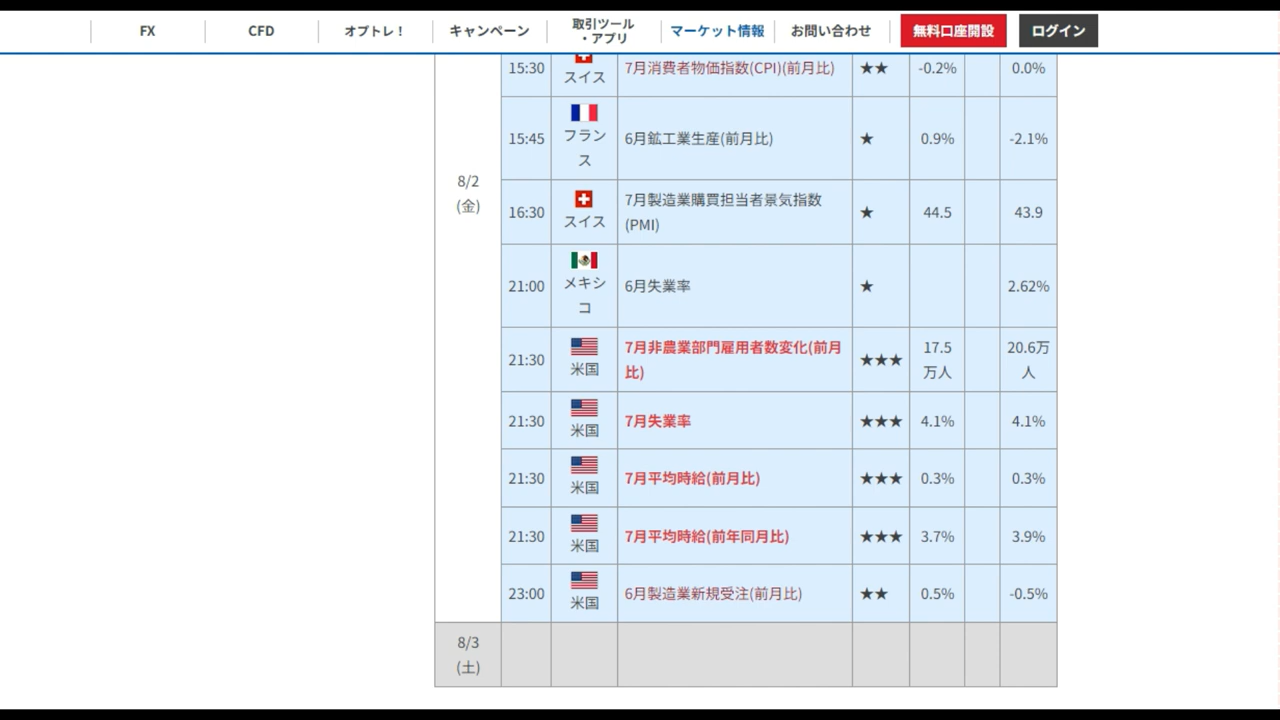 FX
CFD
オプトレ！
キャンペーン
取引ツール
・アプリ
マーケット情報
お問い合わせ
無料口座開設
ログイン
8/2
(金)
15:30
スイス
7月消費者物価指数(CPI)(前月比)
★★
-0.2%
0.0%
15:45
フラン
ス
6月鉱工業生産(前月比)
★
0.9%
-2.1%
16:30
スイス
7月製造業購買担当者景気指数
(PMI)
★
44.5
43.9
21:00
メキシ
コ
6月失業率
★
2.62%
21:30
米国
7月非農業部門雇用者数変化(前月
比)
★★★
17.5
万人
20.6万
人
21:30
米国
7月失業率
★★★
4.1%
4.1%
21:30
米国
7月平均時給(前月比)
★★★
0.3%
0.3%
21:30
米国
7月平均時給(前年同月比)
★★★
3.7%
3.9%
23:00
米国
6月製造業新規受注(前月比)
★★
0.5%
-0.5%
8/3
(土)